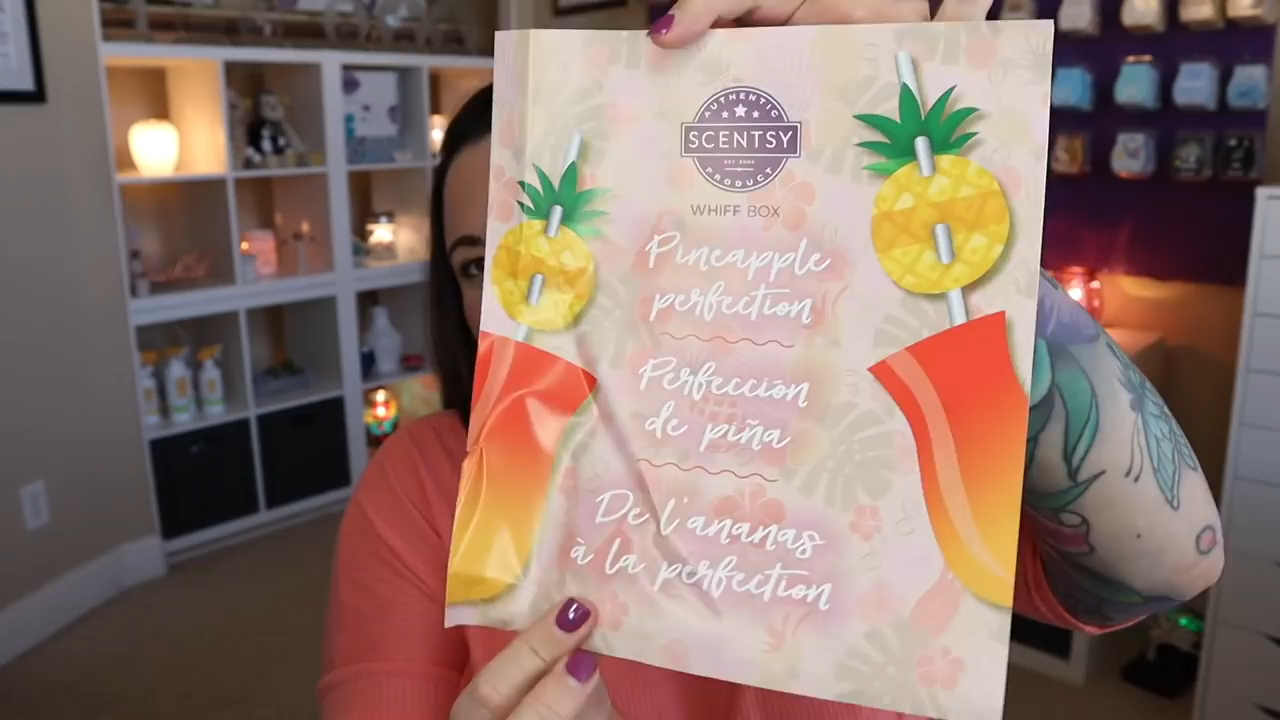 AUTHENTIC
SCENTSY
EST 2004
PRODUCT
WHIFF BOX
Pineapple
perfection
Perfección
de piña
De l'ananas
à la perfection